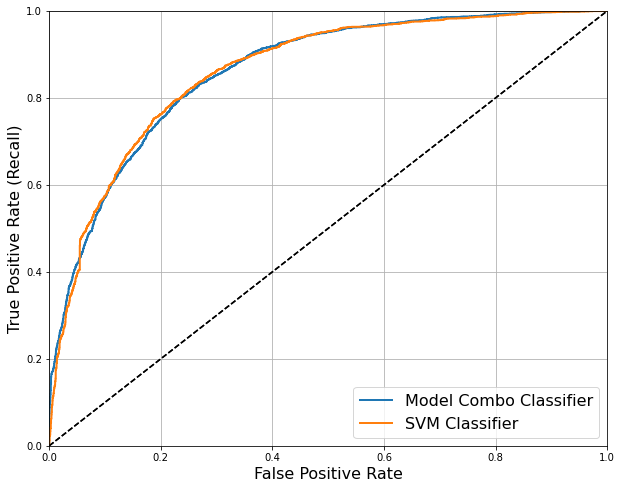 1.0
0.8
0.6
0.4
0.2
0.0
True Positive Rate (Recall)
Model Combo Classifier
SVM Classifier
0.0 0.2 0.4 0.6 0.8 1.0
False Positive Rate